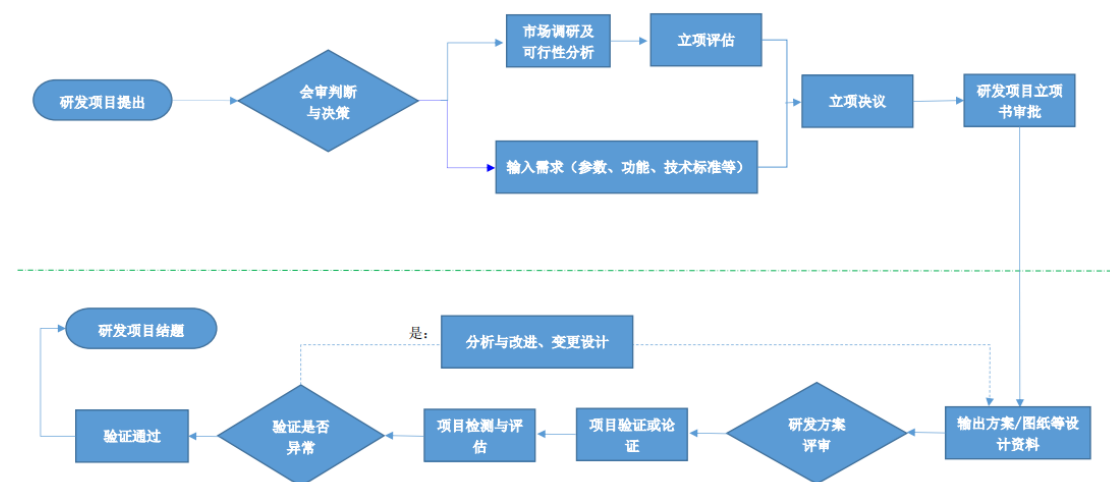 研发项目提出
会审判断
与决策
市场调研及
可行性分析
立项评估
输入需求（参数、功能、技术标准等）
立项决议
研发项目立项
书审批
研发项目结题
是：
分析与改进、变更设计
验证通过
验证是否
异常
项目检测与评
估
项目验证或论
证
研发方案
评审
输出方案/图纸等设
计资料